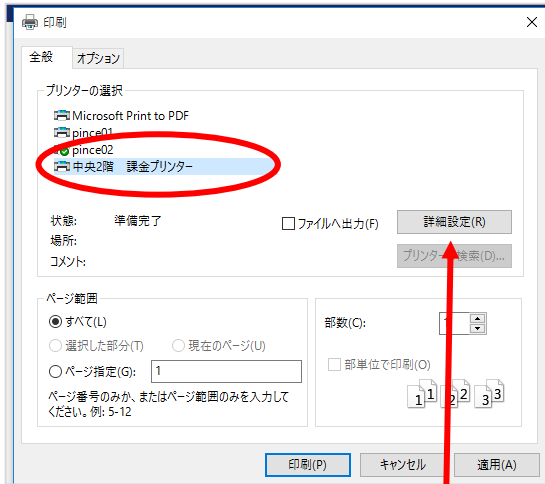 印刷
全般 オプション
プリンターの選択
Microsoft Print to PDF
pince01
pince02
中央2階 課金プリンター
状態: 準備完了
場所:
コメント:
ファイルへ出力(F)
詳細設定(R)
検索(D)...
ページ範囲
すべて(L)
選択した部分(T) 現在のページ(U)
ページ指定(G): 1
ページ番号のみか、またはページ範囲のみを入力して
ください。例: 5-12
部数(C):
部単位で印刷(O)
1 1 2 2 3 3
印刷(P) キャンセル 適用(A)